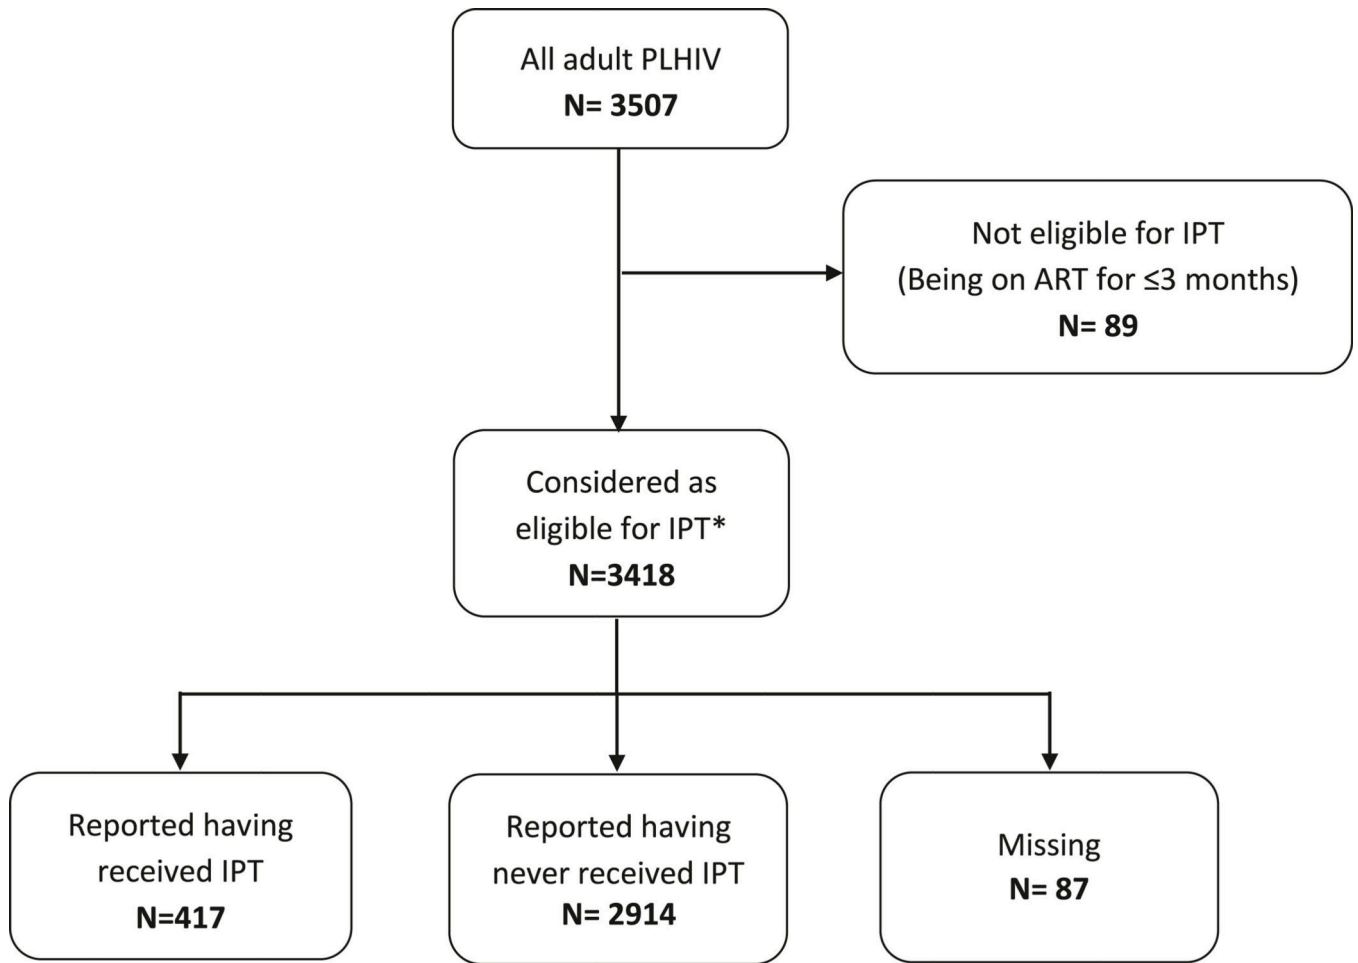 All adult PLHIV
N= 3507
Not eligible for IPT
(Being on ART for ≤3 months)
N= 89
Considered as
eligible for IPT*
N=3418
Reported having
received IPT
N=417
Reported having
never received IPT
N= 2914
Missing
N= 87